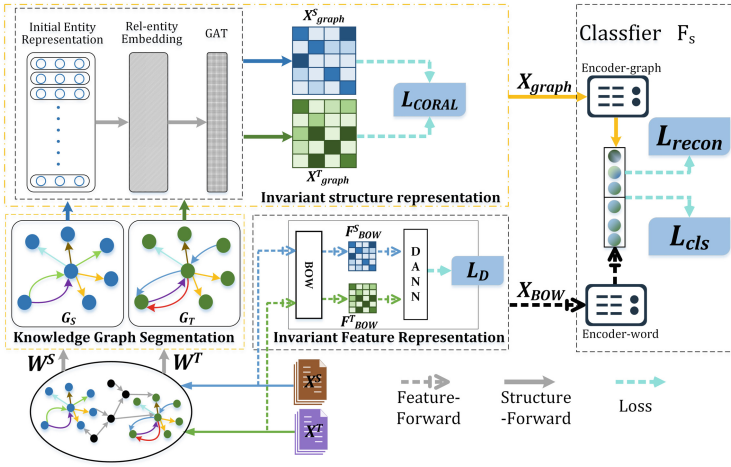 Initial Entity
Representation
Rel-entity
Embedding
GAT
X^S_graph
X^T_graph
L_CORAL
Invariant structure representation
X_graph
Classfier F_s
Encoder-graph
L_recon
L_cls
Encoder-word
X_BOW
G_S
G_T
Knowledge Graph Segmentation
BOW
F^S_BOW
F^T_BOW
DANN
L_D
Invariant Feature Representation
W^S
W^T
X^S
X^T
Feature-
Forward
Structure
-Forward
Loss